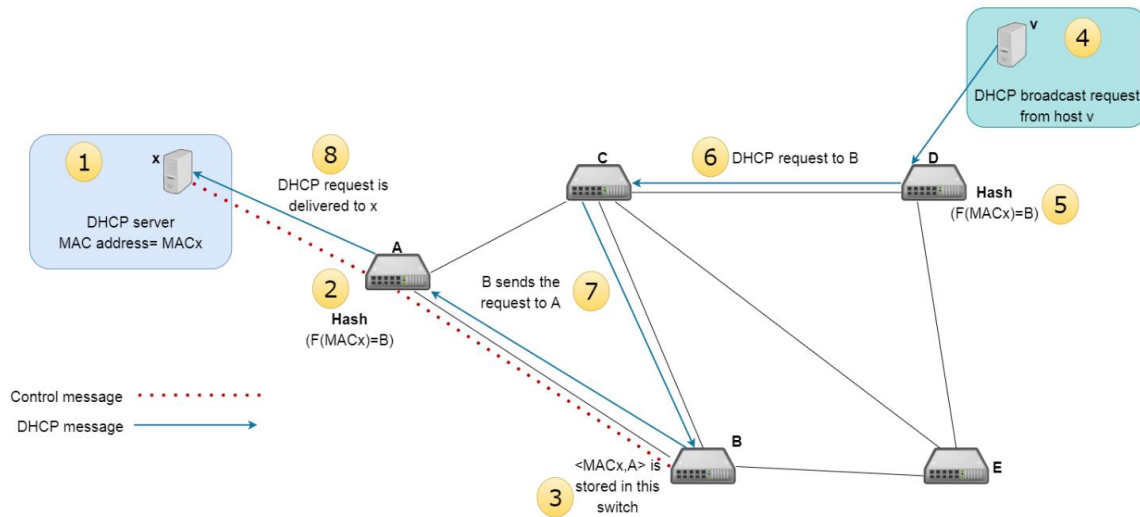 1
x
DHCP server
MAC address= MACx
8
DHCP request is
delivered to x
A
2
Hash
(F(MACx)=B)
C
6
DHCP request to B
v
4
DHCP broadcast request
from host v
D
Hash
(F(MACx)=B)
5
B sends the
request to A
7
Control message
DHCP message
B
<MACx,A> is
stored in this
switch
3
E